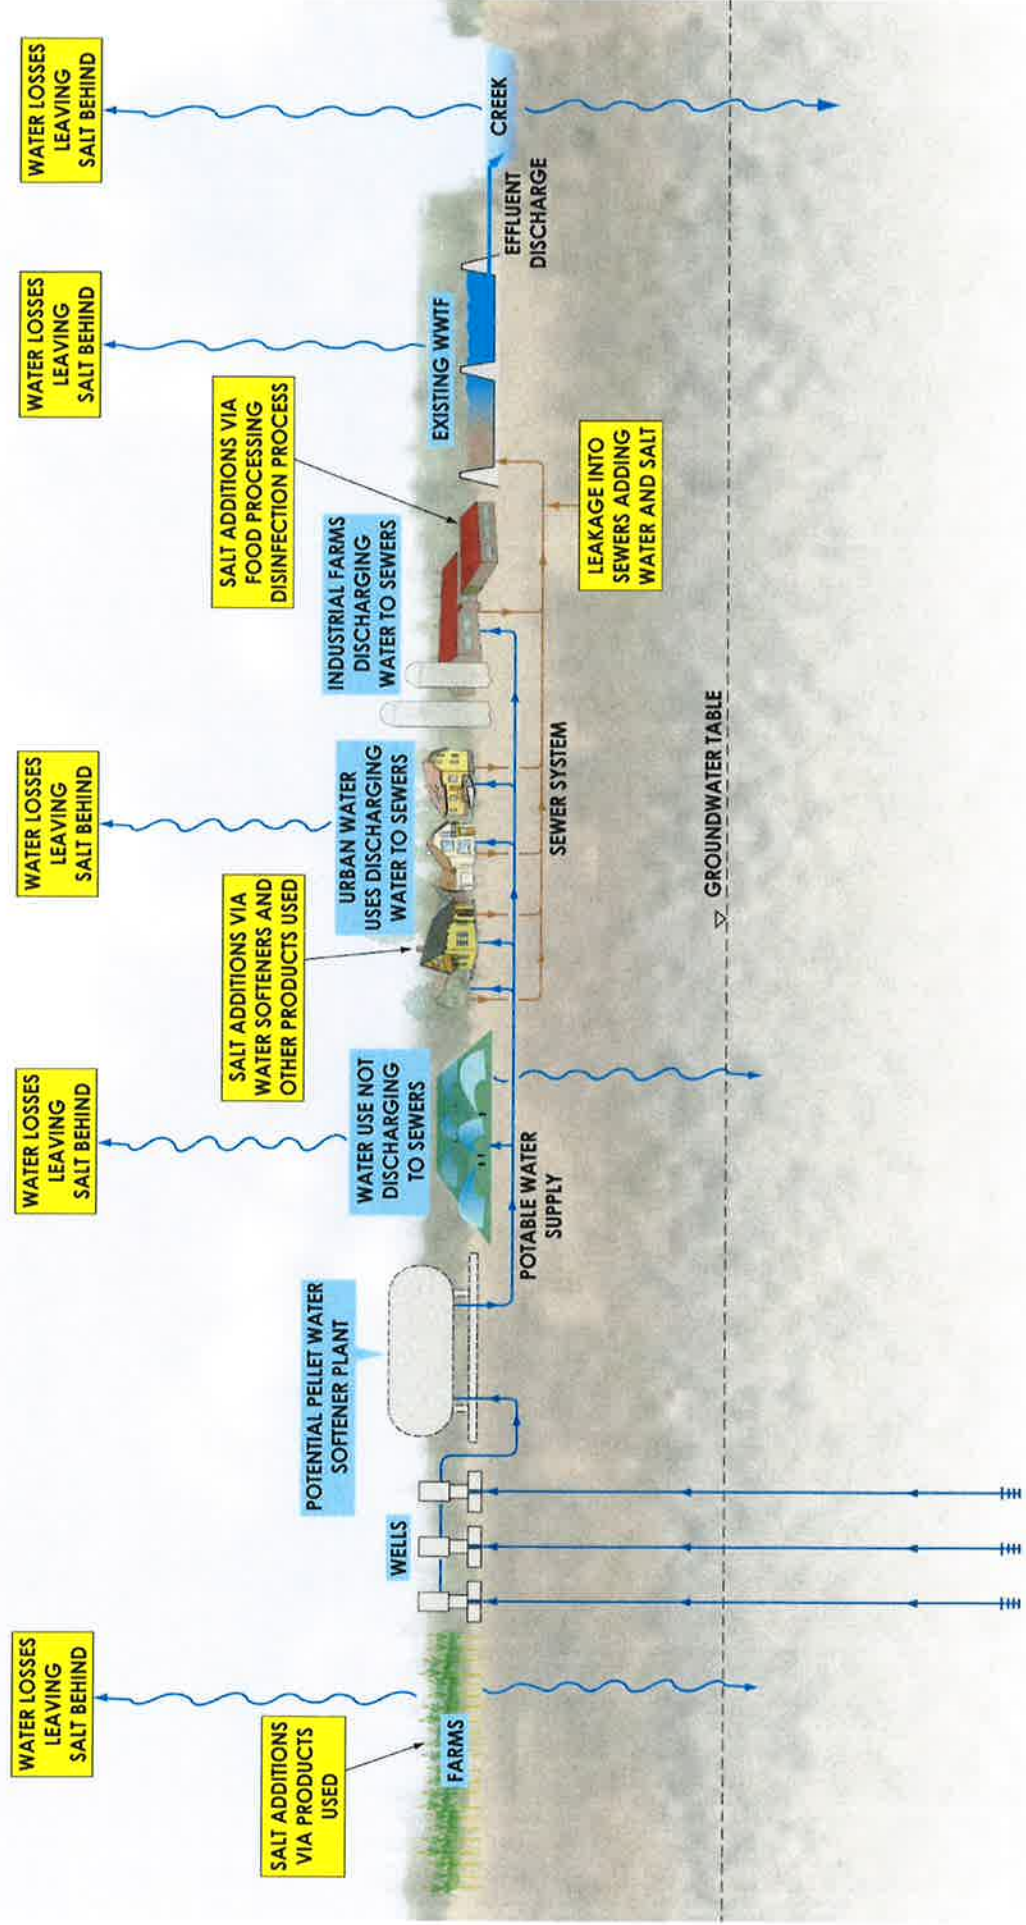 WATER LOSSES
LEAVING
SALT BEHIND
SALT ADDITIONS
VIA PRODUCTS
USED
FARMS
WELLS
POTENTIAL PELLET WATER
SOFTENER PLANT
WATER LOSSES
LEAVING
SALT BEHIND
WATER USE NOT
DISCHARGING
TO SEWERS
POTABLE WATER
SUPPLY
SALT ADDITIONS VIA
WATER SOFTENERS AND
OTHER PRODUCTS USED
WATER LOSSES
LEAVING
SALT BEHIND
URBAN WATER
USES DISCHARGING
WATER TO SEWERS
SEWER SYSTEM
GROUNDWATER TABLE
INDUSTRIAL FARMS
DISCHARGING
WATER TO SEWERS
SALT ADDITIONS VIA
FOOD PROCESSING
DISINFECTION PROCESS
LEAKAGE INTO
SEWERS ADDING
WATER AND SALT
WATER LOSSES
LEAVING
SALT BEHIND
EXISTING WWTF
EFFLUENT
DISCHARGE
WATER LOSSES
LEAVING
SALT BEHIND
CREEK